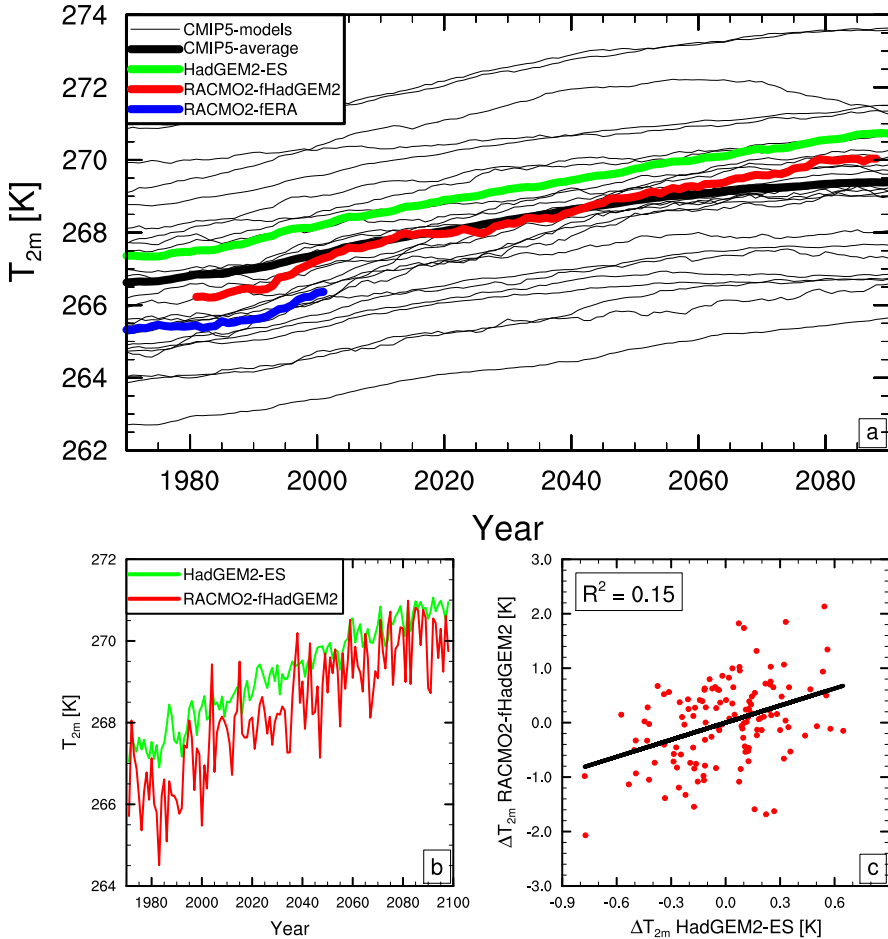 274
272
270
268
266
264
262
T2m [K]
CMIP5-models
CMIP5-average
HadGEM2-ES
RACMO2-fHadGEM2
RACMO2-fERA
a
1980 2000 2020 2040 2060 2080
Year
272
270
268
266
264
T2m [K]
HadGEM2-ES
RACMO2-fHadGEM2
b
1980 2000 2020 2040 2060 2080 2100
Year
3.0
2.0
1.0
0.0
-1.0
-2.0
-3.0
ΔT2m RACMO2-fHadGEM2 [K]
R2 = 0.15
c
-0.9 -0.6 -0.3 0.0 0.3 0.6 0.9
ΔT2m HadGEM2-ES [K]